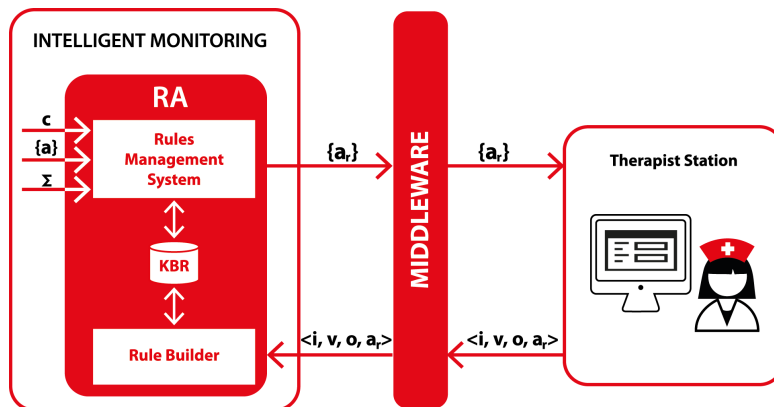 INTELLIGENT MONITORING
RA
c
{a}
Σ
Rules
Management
System
KBR
Rule Builder
{aᵣ}
<i, v, o, aᵣ>
MIDDLEWARE
{aᵣ}
<i, v, o, aᵣ>
Therapist Station